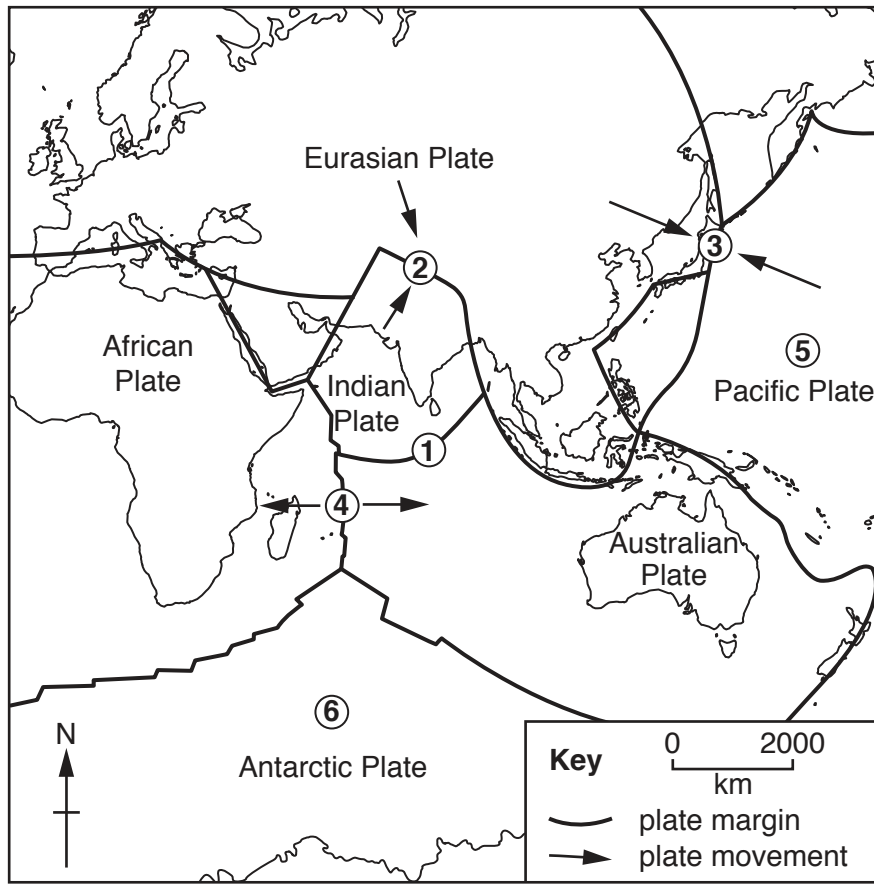 Eurasian Plate
3
2
5
African
Plate
Pacific Plate
Indian
Plate
1
4
Australian
Plate
6
N
Antarctic Plate
Key
0 2000
km
plate margin
plate movement